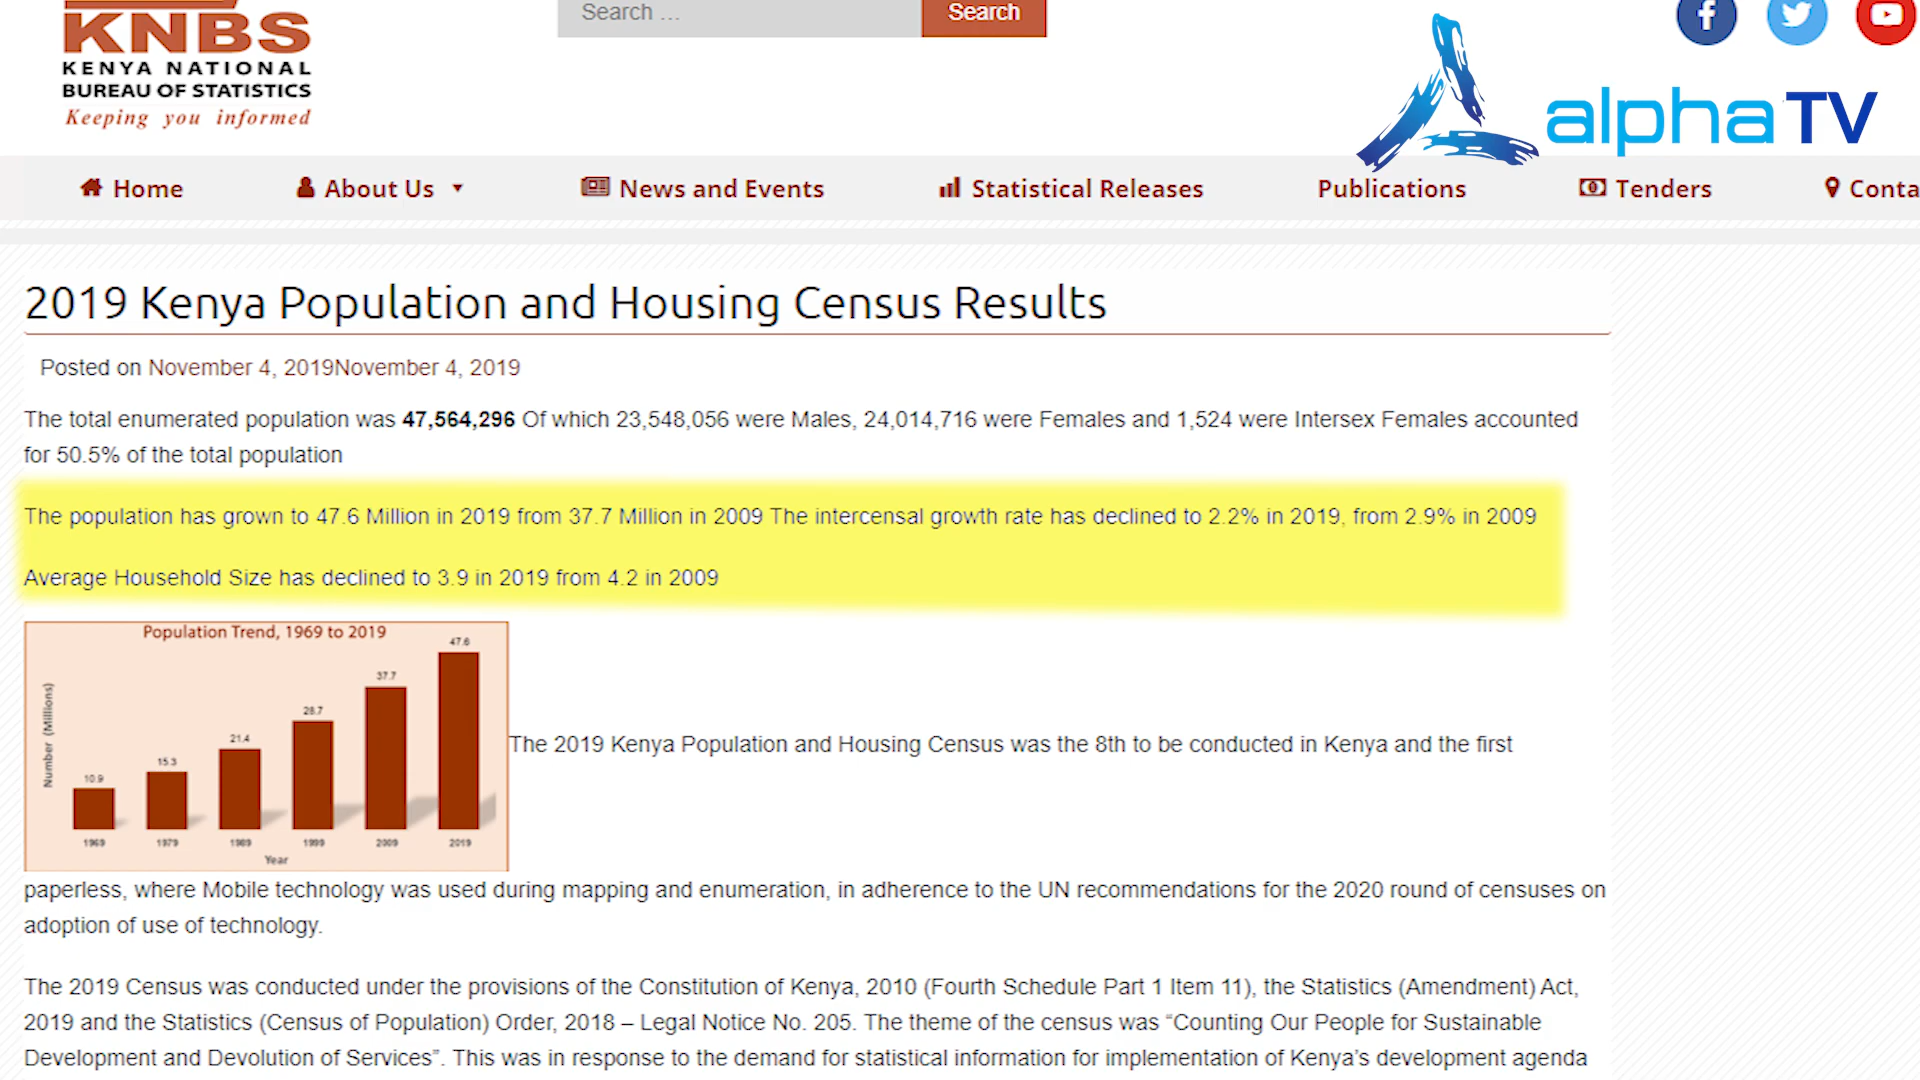 Search ...
Search
KNBS
KENYA NATIONAL
BUREAU OF STATISTICS
Keeping you informed
alphaTV
Home
About Us
News and Events
Statistical Releases
Publications
Tenders
Conta
2019 Kenya Population and Housing Census Results
Posted on November 4, 2019November 4, 2019
The total enumerated population was 47,564,296 Of which 23,548,056 were Males, 24,014,716 were Females and 1,524 were Intersex Females accounted
for 50.5% of the total population
The population has grown to 47.6 Million in 2019 from 37.7 Million in 2009 The intercensal growth rate has declined to 2.2% in 2019, from 2.9% in 2009
Average Household Size has declined to 3.9 in 2019 from 4.2 in 2009
Population Trend, 1969 to 2019
Number (Millions)
10.9
15.3
21.4
28.7
37.7
47.6
1969
1979
1989
1999
2009
2019
Year
The 2019 Kenya Population and Housing Census was the 8th to be conducted in Kenya and the first
paperless, where Mobile technology was used during mapping and enumeration, in adherence to the UN recommendations for the 2020 round of censuses on
adoption of use of technology.
The 2019 Census was conducted under the provisions of the Constitution of Kenya, 2010 (Fourth Schedule Part 1 Item 11), the Statistics (Amendment) Act,
2019 and the Statistics (Census of Population) Order, 2018 – Legal Notice No. 205. The theme of the census was “Counting Our People for Sustainable
Development and Devolution of Services”. This was in response to the demand for statistical information for implementation of Kenya’s development agenda